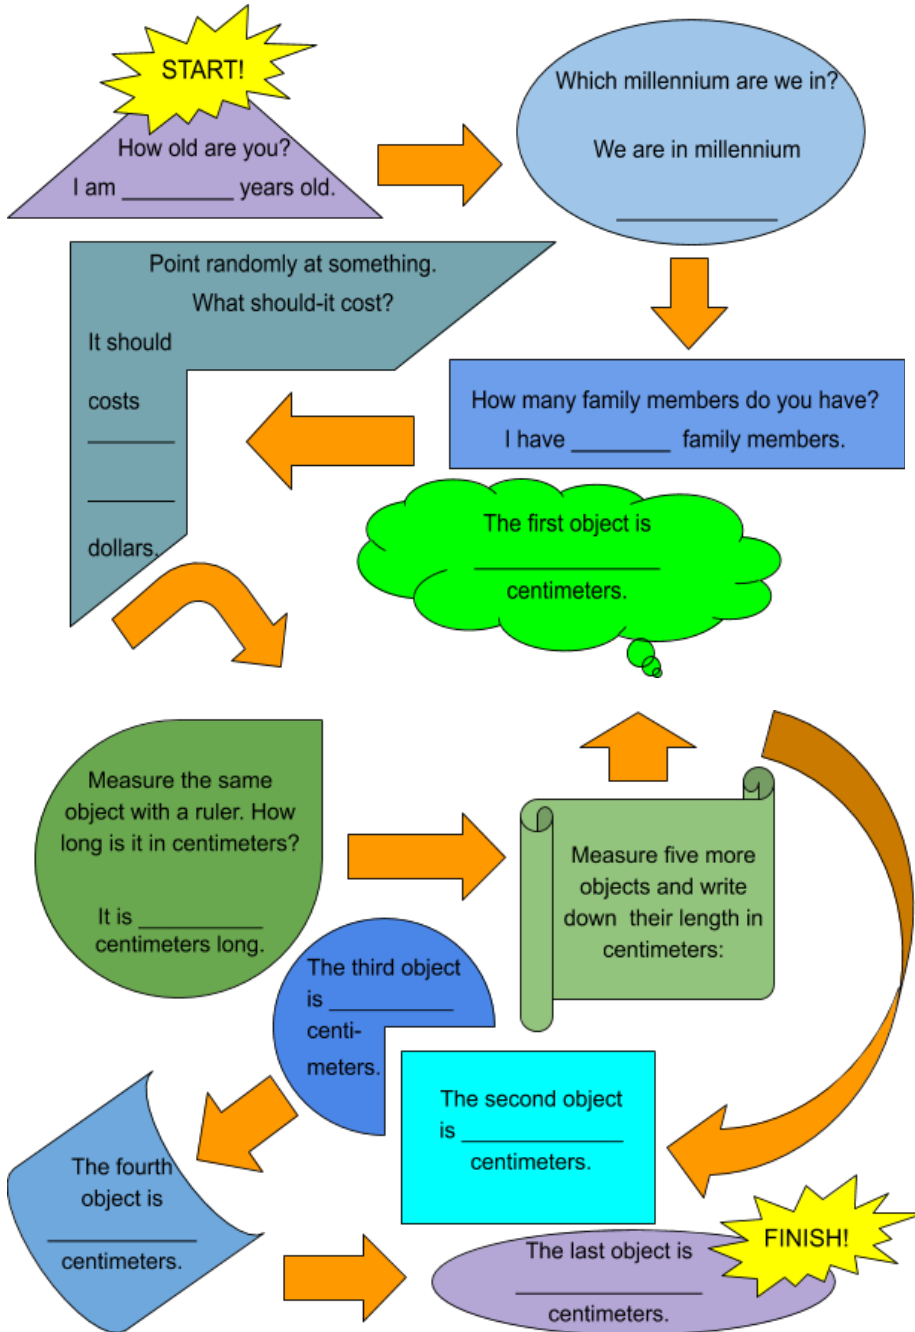 START!
How old are you?
I am _________ years old.
Which millennium are we in?
We are in millennium
_____________
How many family members do you have?
I have ________ family members.
Point randomly at something.
What should-it cost?
It should
costs
_______
_______
dollars.
Measure the same
object with a ruler. How
long is it in centimeters?
It is __________
centimeters long.
Measure five more
objects and write
down their length in
centimeters:
The first object is
_______________
centimeters.
The second object
is _____________
centimeters.
The third object
is __________
centi-
meters.
The fourth
object is
____________
centimeters.
The last object is
_______________
centimeters.
FINISH!